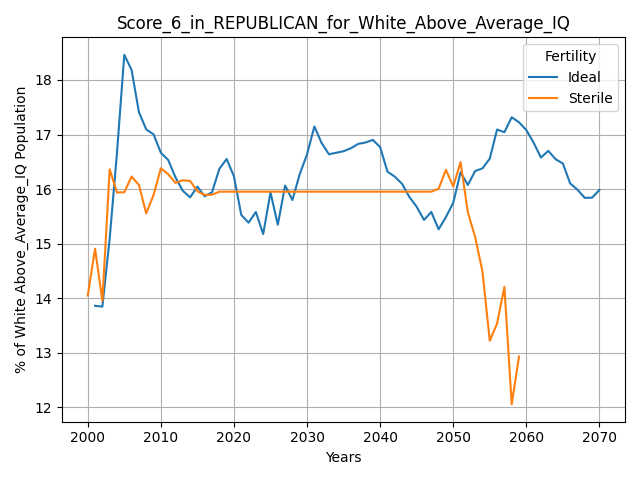 Score_6_in_REPUBLICAN_for_White_Above_Average_IQ
Fertility
Ideal
Sterile
% of White Above_Average_IQ Population
18
17
16
15
14
13
12
2000 2010 2020 2030 2040 2050 2060 2070
Years